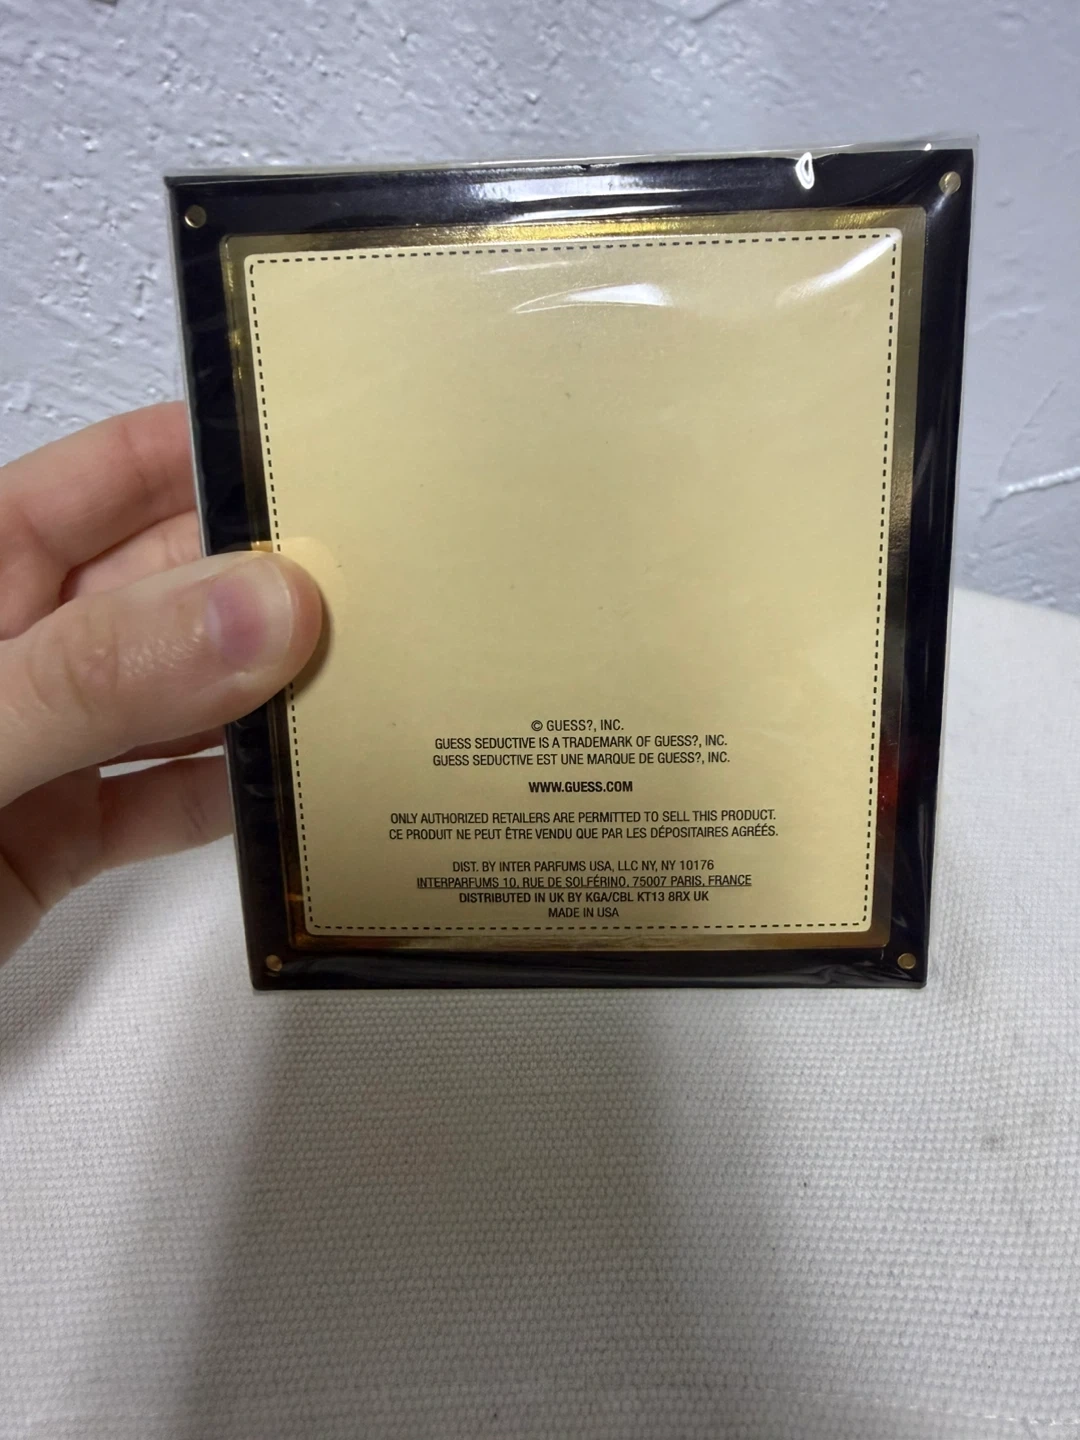 © GUESS?, INC.
GUESS SEDUCTIVE IS A TRADEMARK OF GUESS?, INC.
GUESS SEDUCTIVE EST UNE MARQUE DE GUESS?, INC.
WWW.GUESS.COM
ONLY AUTHORIZED RETAILERS ARE PERMITTED TO SELL THIS PRODUCT.
CE PRODUIT NE PEUT ÊTRE VENDU QUE PAR LES DÉPOSITAIRES AGRÉÉS.
DIST. BY INTER PARFUMS USA, LLC NY, NY 10176
INTERPARFUMS 10, RUE DE SOLFÉRINO, 75007 PARIS, FRANCE
DISTRIBUTED IN UK BY KGA/CBL KT13 8RX UK
MADE IN USA